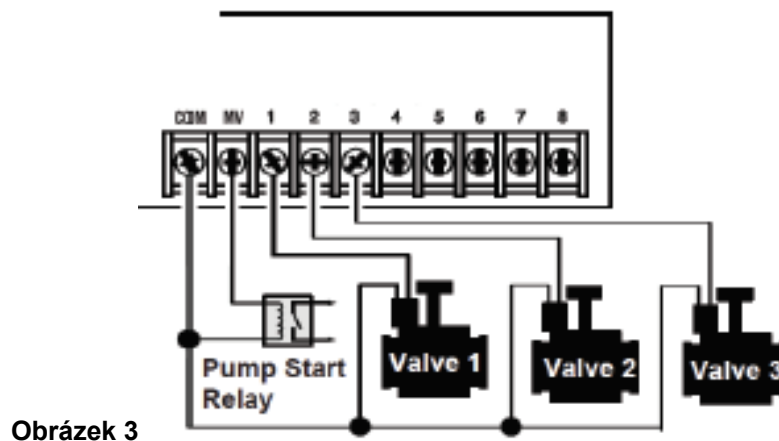 COM MV 1 2 3 4 5 6 7 8
Pump Start
Relay
Valve 1
Valve 2
Valve 3
Obrázek 3